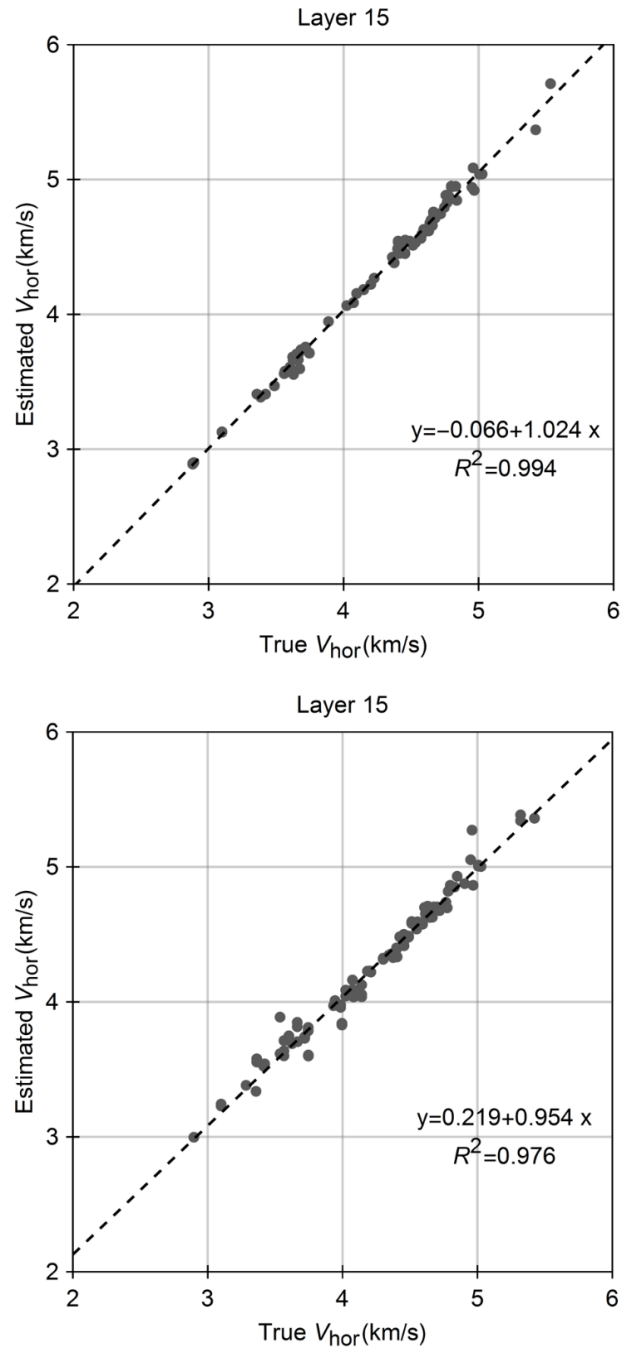 Layer 15
6
5
4
3
2
Estimated Vhor(km/s)
y=−0.066+1.024 x
R2=0.994
2 3 4 5 6
True Vhor(km/s)
Layer 15
6
5
4
3
2
Estimated Vhor(km/s)
y=0.219+0.954 x
R2=0.976
2 3 4 5 6
True Vhor(km/s)